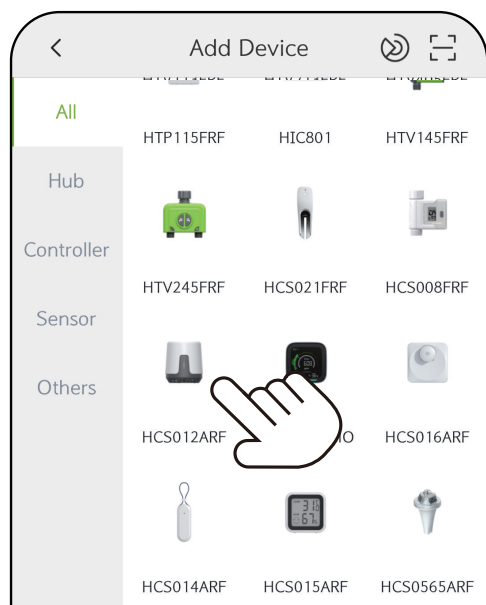 Add Device
All
Hub
Controller
Sensor
Others
HTP115FRF HIC801 HTV145FRF
HTV245FRF HCS021FRF HCS008FRF
HCS012ARF HCS016ARF
HCS014ARF HCS015ARF HCS0565ARF